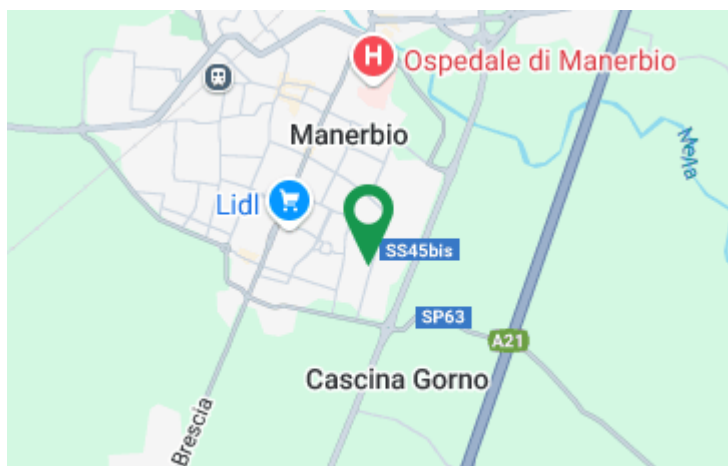 H
Ospedale di Manerbio
Manerbio
Mella
Lidl
SS45bis
SP63
A21
Cascina Gorno
Brescia